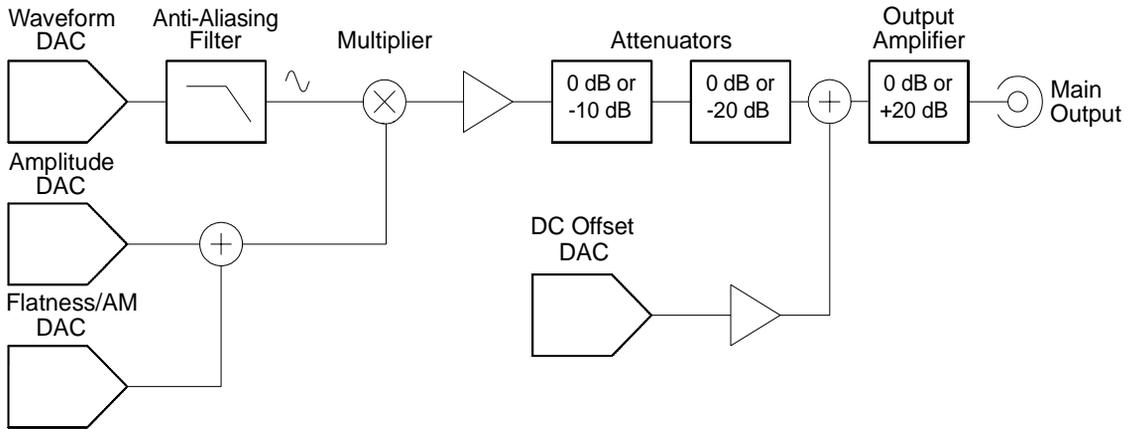 Waveform
DAC
Anti-Aliasing
Filter
Multiplier
Attenuators
Output
Amplifier
0 dB or
-10 dB
0 dB or
-20 dB
0 dB or
+20 dB
Main
Output
Amplitude
DAC
DC Offset
DAC
Flatness/AM
DAC